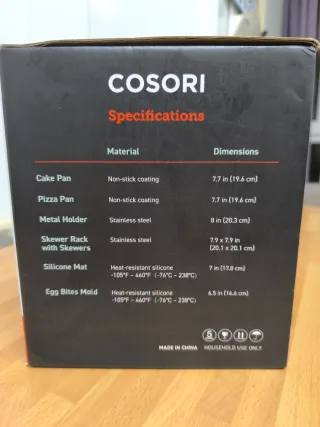 COSORI
Specifications
Material Dimensions
Cake Pan Non-stick coating 7.7 in (19.6 cm)
Pizza Pan Non-stick coating 7.7 in (19.6 cm)
Metal Holder Stainless steel 8 in (20.3 cm)
Skewer Rack Stainless steel 7.9 x 7.9 in
with Skewers (20.1 x 20.1 cm)
Silicone Mat Heat-resistant silicone 7 in (17.8 cm)
-105°F – 460°F (-76°C – 238°C)
Egg Bites Mold Heat-resistant silicone 6.5 in (16.6 cm)
-105°F – 460°F (-76°C – 238°C)
MADE IN CHINA HOUSEHOLD USE ONLY